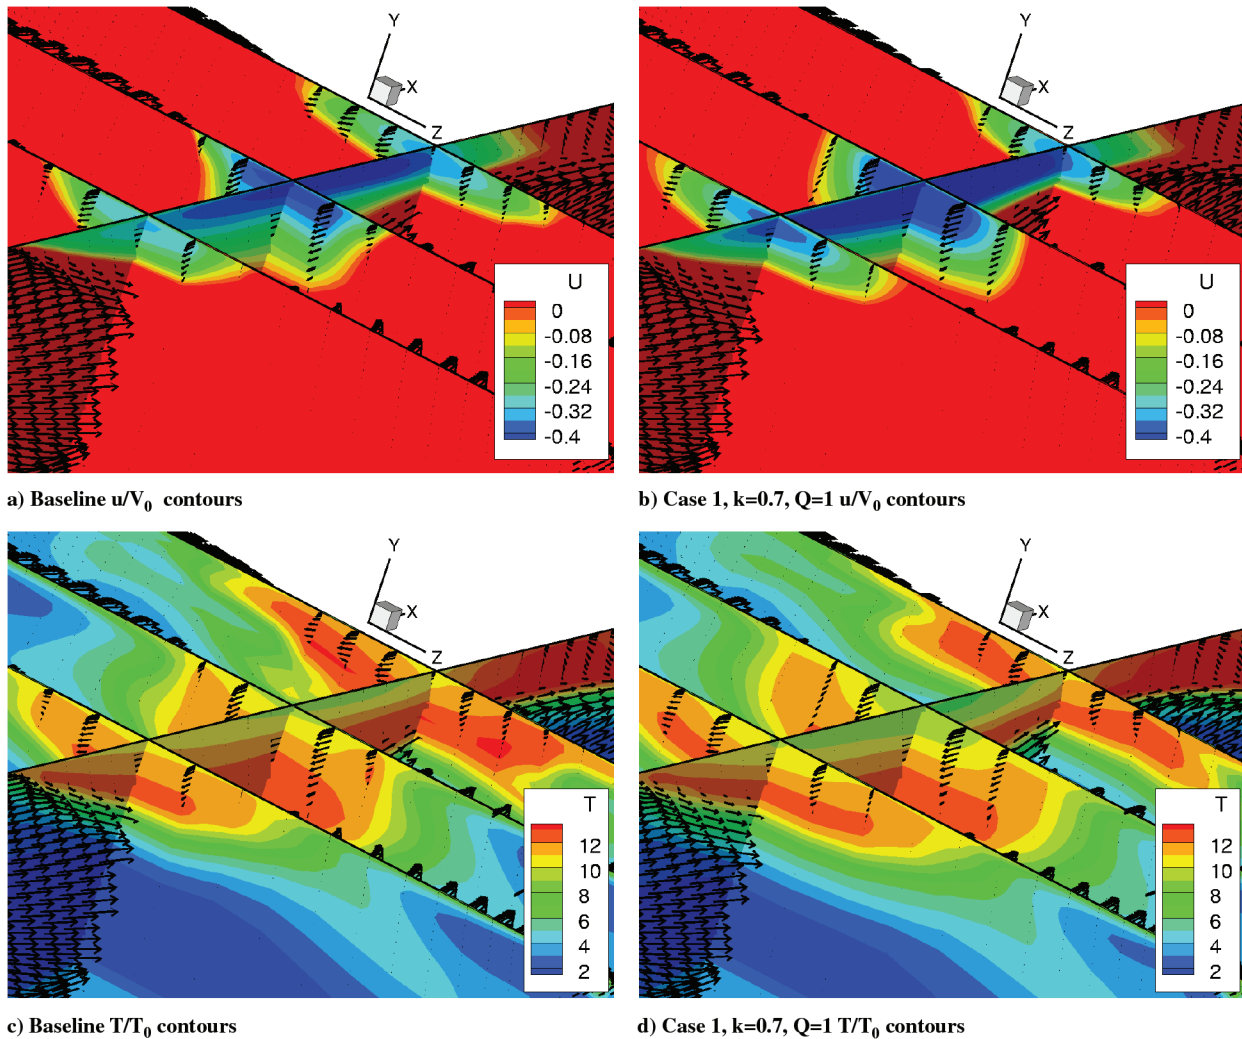 Y
X
Z
U
0
-0.08
-0.16
-0.24
-0.32
-0.4
a) Baseline u/V₀ contours
Y
X
Z
U
0
-0.08
-0.16
-0.24
-0.32
-0.4
b) Case 1, k=0.7, Q=1 u/V₀ contours
Y
X
Z
T
12
10
8
6
4
2
c) Baseline T/T₀ contours
Y
X
Z
T
12
10
8
6
4
2
d) Case 1, k=0.7, Q=1 T/T₀ contours